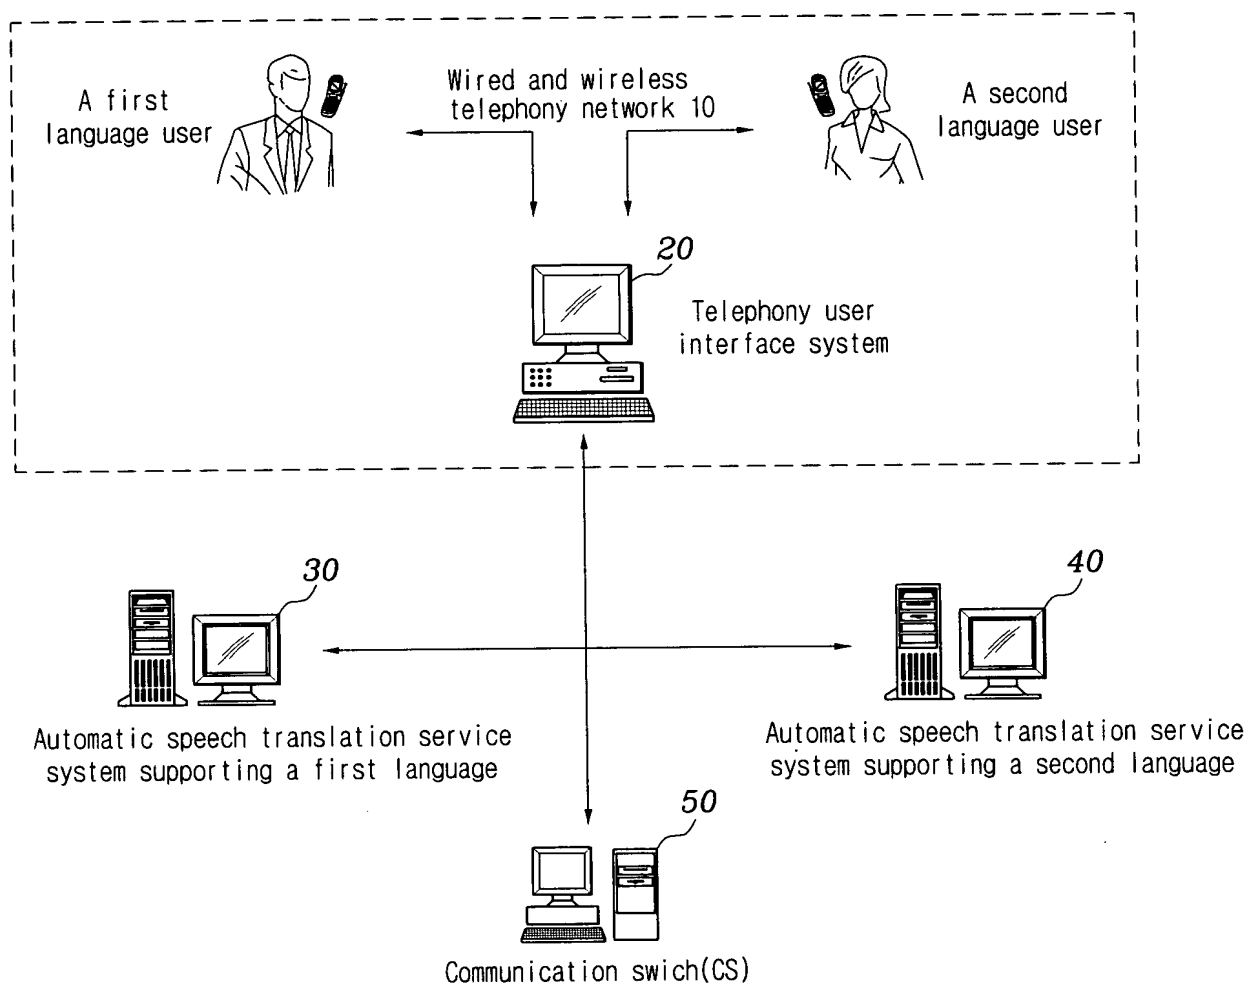 A first
language user
Wired and wireless
telephony network 10
A second
language user
20
Telephony user
interface system
30
40
Automatic speech translation service
system supporting a first language
Automatic speech translation service
system supporting a second language
50
Communication swich(CS)